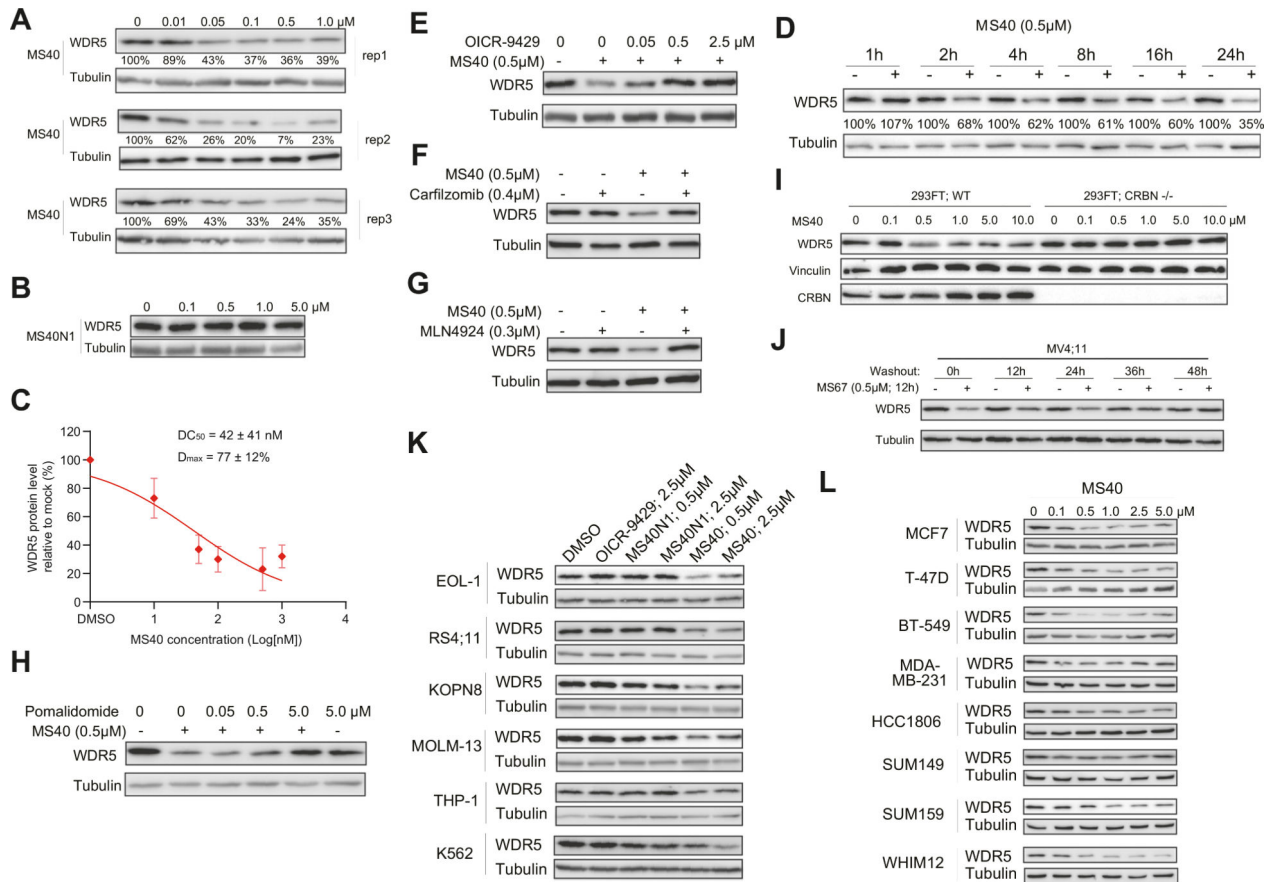 A
0 0.01 0.05 0.1 0.5 1.0 μM
MS40 WDR5 rep1
100% 89% 43% 37% 36% 39%
Tubulin
MS40 WDR5 rep2
100% 62% 26% 20% 7% 23%
Tubulin
MS40 WDR5 rep3
100% 69% 43% 33% 24% 35%
Tubulin
B
0 0.1 0.5 1.0 5.0 μM
MS40N1 WDR5
Tubulin
C
DC50 = 42 ± 41 nM
Dmax = 77 ± 12%
WDR5 protein level
relative to mock (%)
120
100
80
60
40
20
0
DMSO 1 2 3 4
MS40 concentration (Log[nM])
H
Pomalidomide 0 0 0.05 0.5 5.0 5.0 μM
MS40 (0.5μM) - + + + + -
WDR5
Tubulin
E
OICR-9429 0 0 0.05 0.5 2.5 μM
MS40 (0.5μM) - + + + +
WDR5
Tubulin
F
MS40 (0.5μM) - - + +
Carfilzomib (0.4μM) - + - +
WDR5
Tubulin
G
MS40 (0.5μM) - - + +
MLN4924 (0.3μM) - + - +
WDR5
Tubulin
K
DMSO
OICR-9429; 2.5μM
MS40N1; 0.5μM
MS40N1; 2.5μM
MS40; 0.5μM
MS40; 2.5μM
EOL-1 WDR5
Tubulin
RS4;11 WDR5
Tubulin
KOPN8 WDR5
Tubulin
MOLM-13 WDR5
Tubulin
THP-1 WDR5
Tubulin
K562 WDR5
Tubulin
D
MS40 (0.5μM)
1h 2h 4h 8h 16h 24h
- + - + - + - + - + - +
WDR5
100% 107% 100% 68% 100% 62% 100% 61% 100% 60% 100% 35%
Tubulin
I
293FT; WT 293FT; CRBN -/-
MS40 0 0.1 0.5 1.0 5.0 10.0 0 0.1 0.5 1.0 5.0 10.0 μM
WDR5
Vinculin
CRBN
J
MV4;11
Washout: 0h 12h 24h 36h 48h
MS67 (0.5μM; 12h) - + - + - + - + - +
WDR5
Tubulin
L
MS40
0 0.1 0.5 1.0 2.5 5.0 μM
MCF7 WDR5
Tubulin
T-47D WDR5
Tubulin
BT-549 WDR5
Tubulin
MDA-
MB-231 WDR5
Tubulin
HCC1806 WDR5
Tubulin
SUM149 WDR5
Tubulin
SUM159 WDR5
Tubulin
WHIM12 WDR5
Tubulin